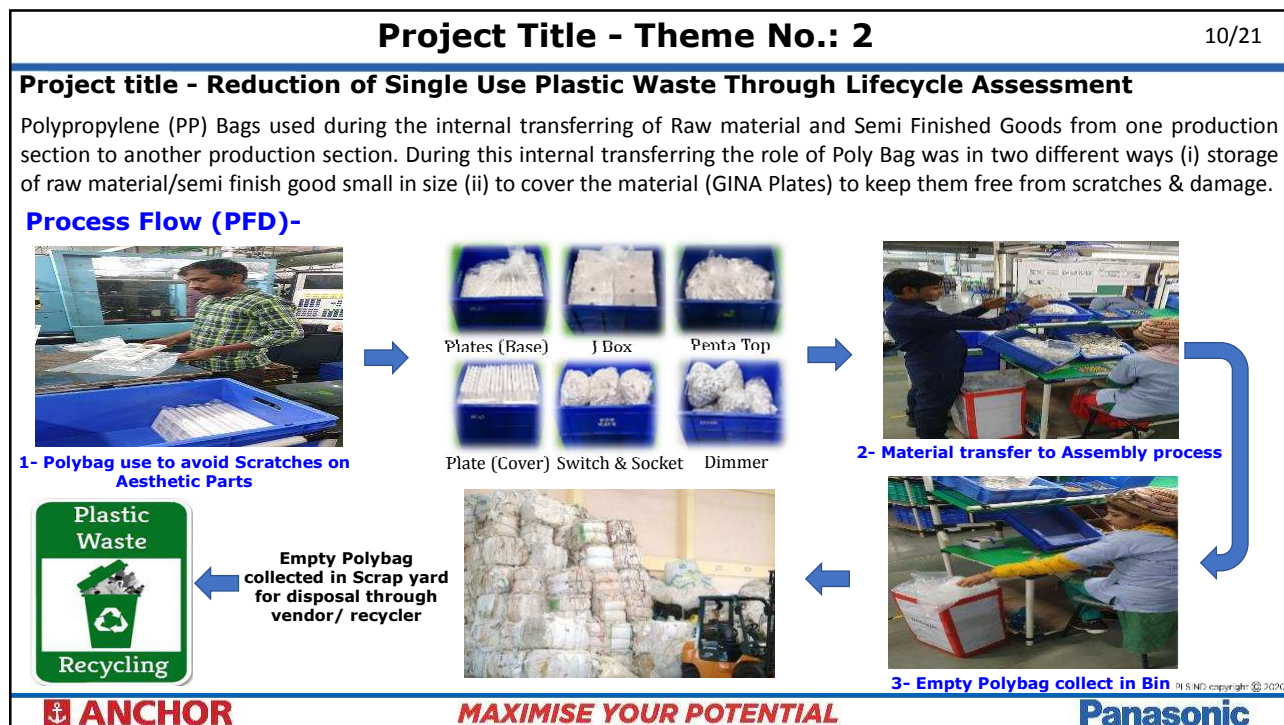 Project Title - Theme No.: 2
10/21
Project title - Reduction of Single Use Plastic Waste Through Lifecycle Assessment
Polypropylene (PP) Bags used during the internal transferring of Raw material and Semi Finished Goods from one production
section to another production section. During this internal transferring the role of Poly Bag was in two different ways (i) storage
of raw material/semi finish good small in size (ii) to cover the material (GINA Plates) to keep them free from scratches & damage.
Process Flow (PFD)-
Plates (Base) J Box Penta Top
Plate (Cover) Switch & Socket Dimmer
1- Polybag use to avoid Scratches on
Aesthetic Parts
2- Material transfer to Assembly process
Plastic
Waste
Recycling
Empty Polybag
collected in Scrap yard
for disposal through
vendor/ recycler
3- Empty Polybag collect in Bin
PLSIND copyright © 2020
ANCHOR
MAXIMISE YOUR POTENTIAL
Panasonic